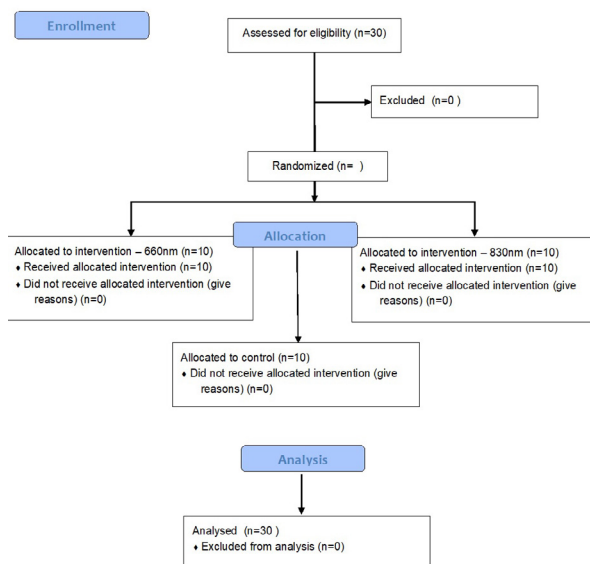 Enrollment
Assessed for eligibility (n=30)
Excluded (n=0 )
Randomized (n= )
Allocation
Allocated to intervention – 660nm (n=10)
♦ Received allocated intervention (n=10)
♦ Did not receive allocated intervention (give
reasons) (n=0)
Allocated to intervention – 830nm (n=10)
♦ Received allocated intervention (n=10)
♦ Did not receive allocated intervention (give
reasons) (n=0)
Allocated to control (n=10)
♦ Did not receive allocated intervention (give
reasons) (n=0)
Analysis
Analysed (n=30 )
♦ Excluded from analysis (n=0)